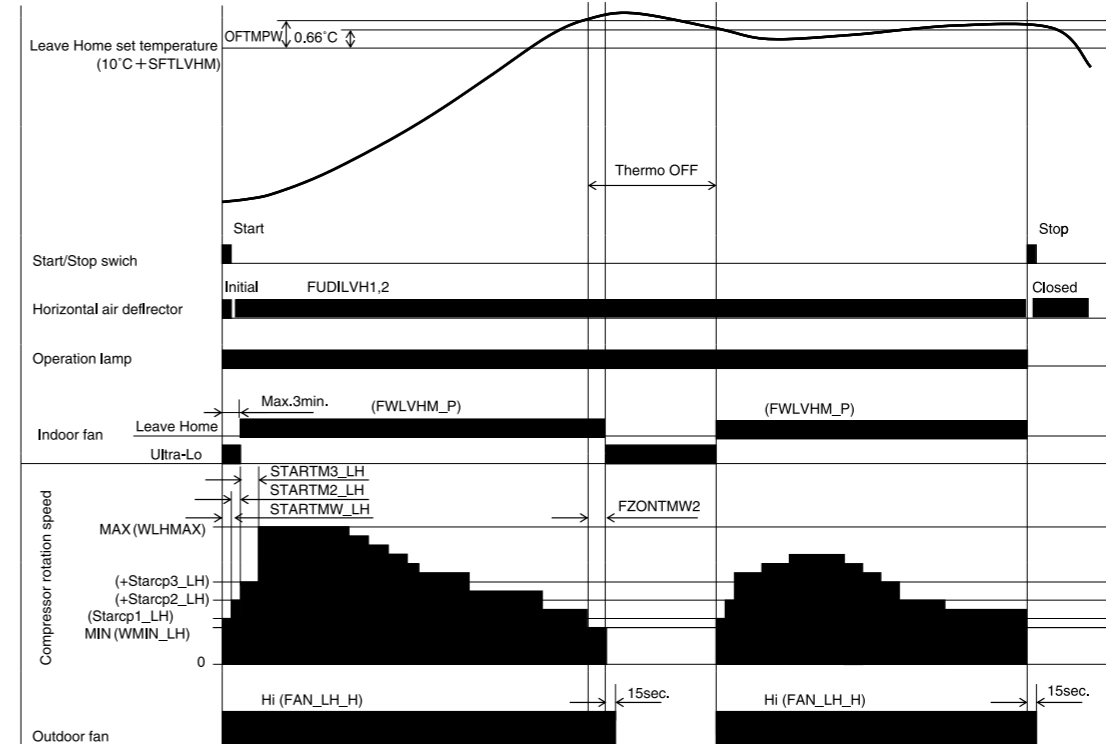 OFTMPW 0.66°C
Leave Home set temperature
(10°C＋SFTLVHM)
Thermo OFF
Start
Stop
Start/Stop swich
Initial FUDILVH1,2 Closed
Horizontal air deflrector
Operation lamp
Max.3min. (FWLVHM_P) (FWLVHM_P)
Indoor fan Leave Home
Ultra-Lo
STARTM3_LH
STARTM2_LH
STARTMW_LH
FZONTMW2
Compressor rotation speed
MAX (WLHMAX)
(+Starcp3_LH)
(+Starcp2_LH)
(Starcp1_LH)
MIN (WMIN_LH)
0
Hi (FAN_LH_H) 15sec. Hi (FAN_LH_H) 15sec.
Outdoor fan